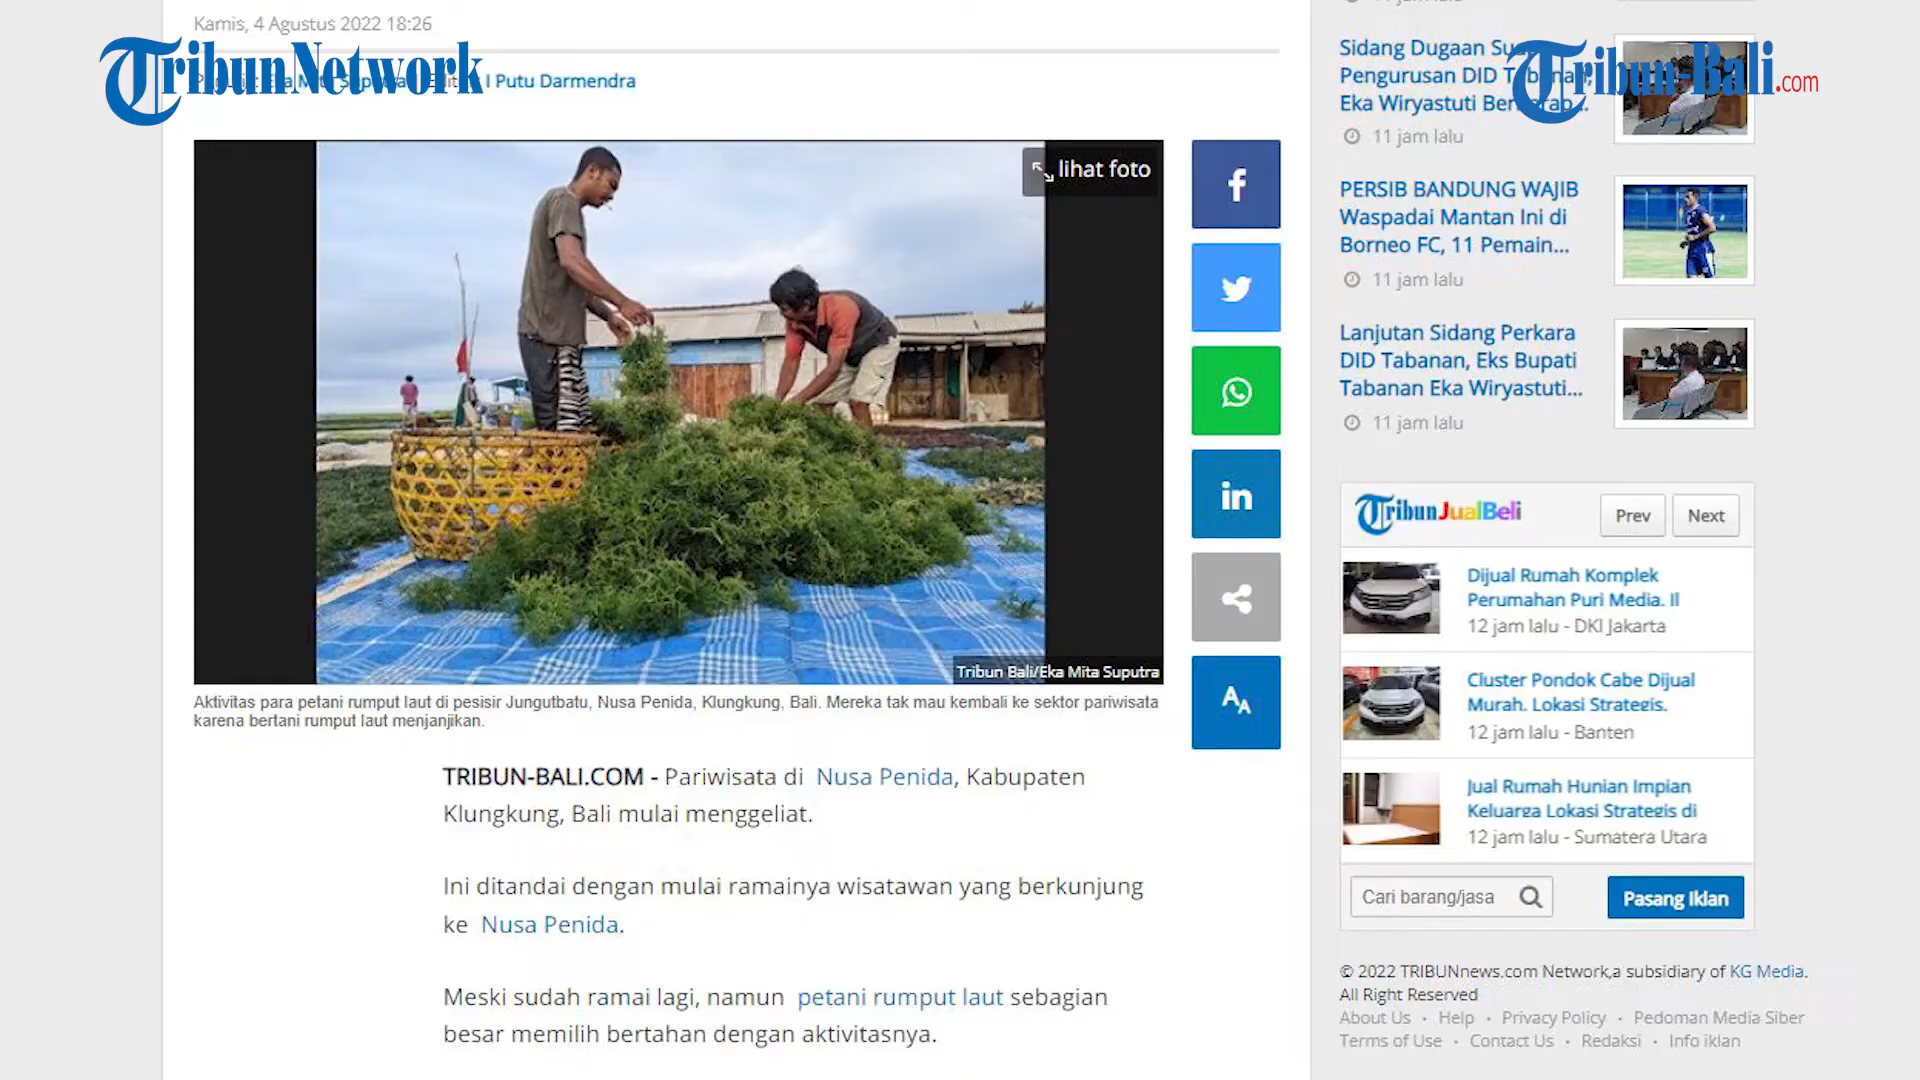 Kamis, 4 Agustus 2022 18:26
TribunNetwork
I Putu Darmendra
lihat foto
Tribun Bali/Eka Mita Suputra
Aktivitas para petani rumput laut di pesisir Jungutbatu, Nusa Penida, Klungkung, Bali. Mereka tak mau kembali ke sektor pariwisata
karena bertani rumput laut menjanjikan.
TRIBUN-BALI.COM - Pariwisata di Nusa Penida, Kabupaten
Klungkung, Bali mulai menggeliat.
Ini ditandai dengan mulai ramainya wisatawan yang berkunjung
ke Nusa Penida.
Meski sudah ramai lagi, namun petani rumput laut sebagian
besar memilih bertahan dengan aktivitasnya.
Tribun-Bali.com
Sidang Dugaan
Pengurusan DID
Eka Wiryastuti
11 jam lalu
PERSIB BANDUNG WAJIB
Waspadai Mantan Ini di
Borneo FC, 11 Pemain...
11 jam lalu
Lanjutan Sidang Perkara
DID Tabanan, Eks Bupati
Tabanan Eka Wiryastuti...
11 jam lalu
TribunJualBeli
Prev
Next
Dijual Rumah Komplek
Perumahan Puri Media. Il
12 jam lalu - DKI Jakarta
Cluster Pondok Cabe Dijual
Murah. Lokasi Strategis.
12 jam lalu - Banten
Jual Rumah Hunian Impian
Keluarga Lokasi Strategis di
12 jam lalu - Sumatera Utara
Cari barang/jasa
Pasang Iklan
© 2022 TRIBUNnews.com Network,a subsidiary of KG Media.
All Right Reserved
About Us • Help • Privacy Policy • Pedoman Media Siber
Terms of Use • Contact Us • Redaksi • Info iklan